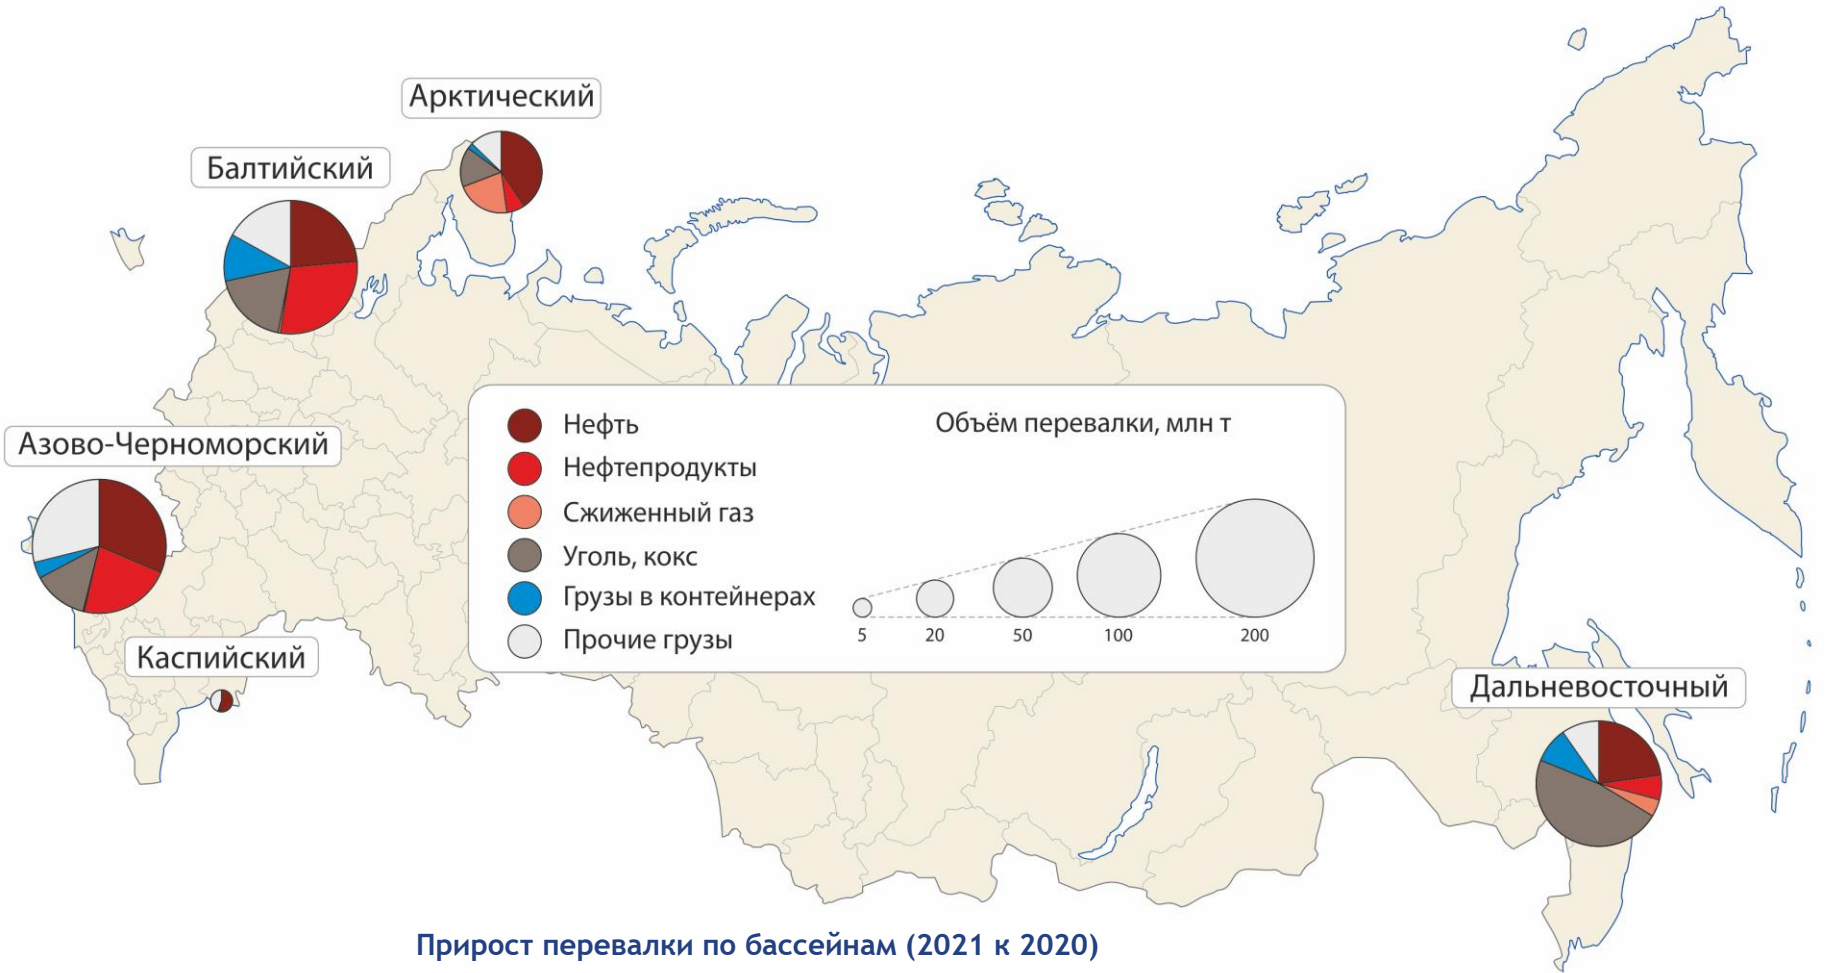 Арктический
Балтийский
Азово-Черноморский
Каспийский
Дальневосточный
Нефть
Нефтепродукты
Сжиженный газ
Уголь, кокс
Грузы в контейнерах
Прочие грузы
Объём перевалки, млн т
5 20 50 100 200
Прирост перевалки по бассейнам (2021 к 2020)